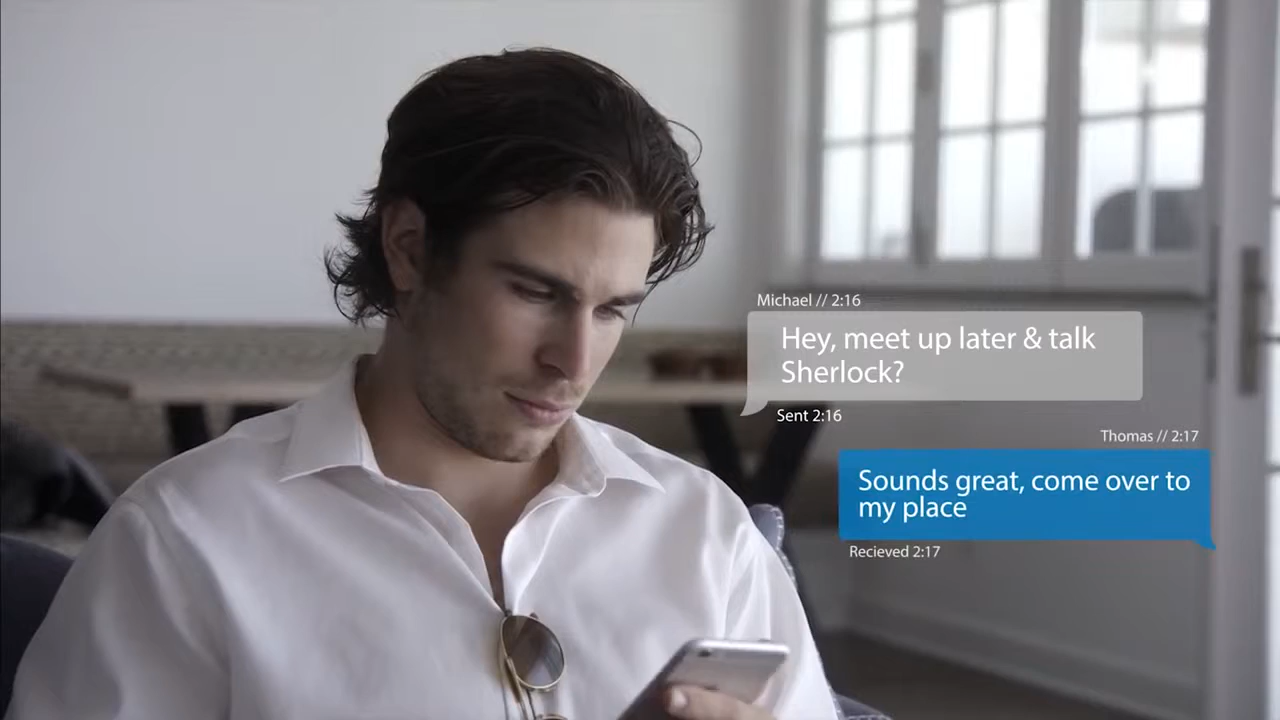 Michael // 2:16
Hey, meet up later & talk
Sherlock?
Sent 2:16
Thomas // 2:17
Sounds great, come over to
my place
Recieved 2:17